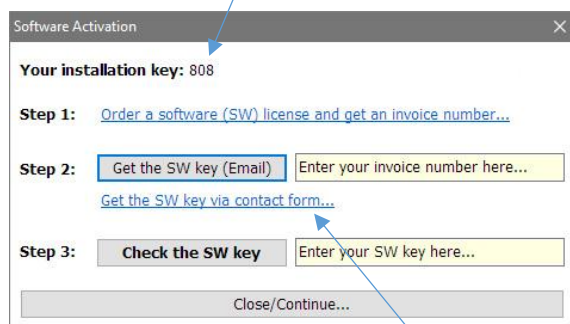 Software Activation
Your installation key: 808
Step 1: Order a software (SW) license and get an invoice number...
Step 2: Get the SW key (Email) Enter your invoice number here...
Get the SW key via contact form...
Step 3: Check the SW key Enter your SW key here...
Close/Continue...